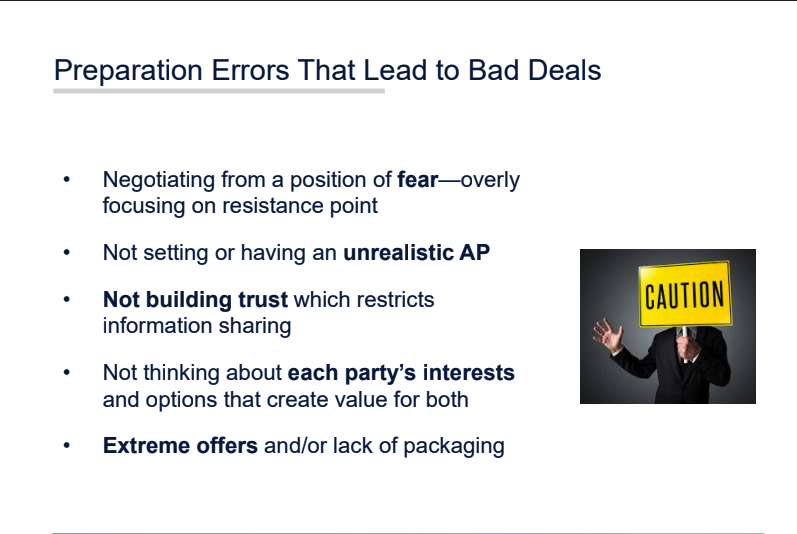 Preparation Errors That Lead to Bad Deals
• Negotiating from a position of fear—overly
focusing on resistance point
• Not setting or having an unrealistic AP
• Not building trust which restricts
information sharing
• Not thinking about each party’s interests
and options that create value for both
• Extreme offers and/or lack of packaging
CAUTION